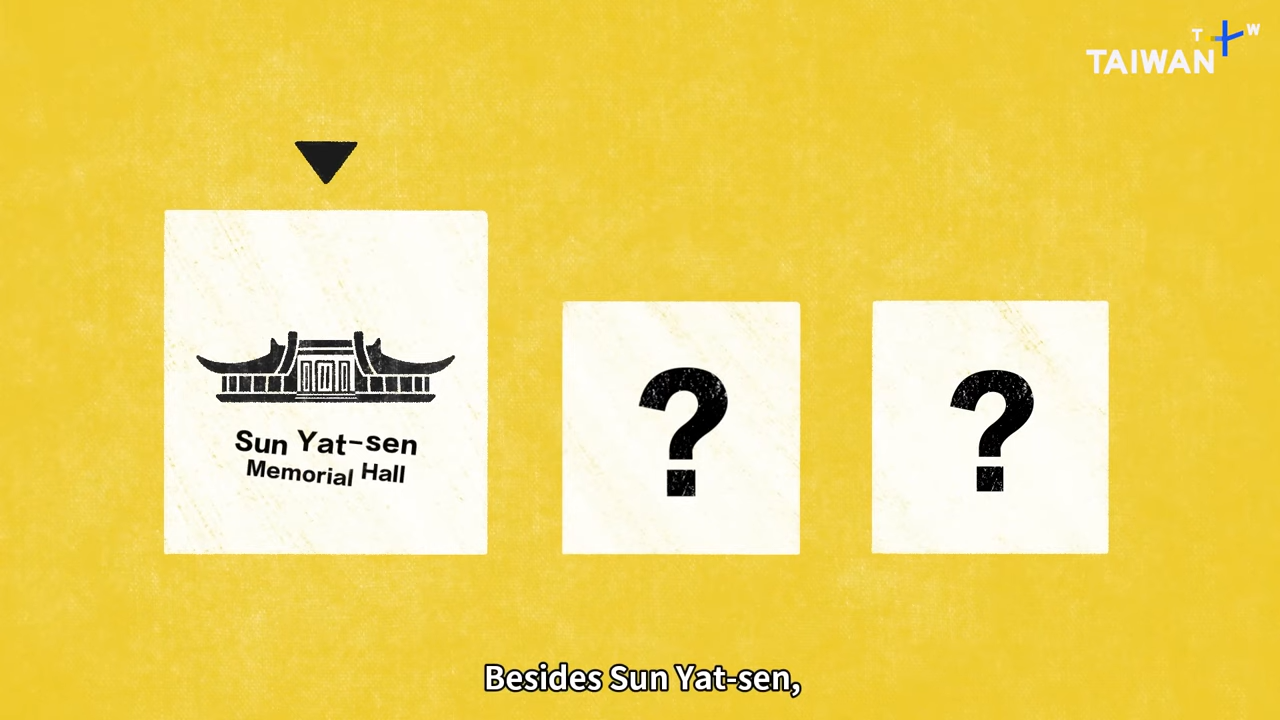 T W
TAIWAN
Sun Yat-sen
Memorial Hall
?
?
Besides Sun Yat-sen,